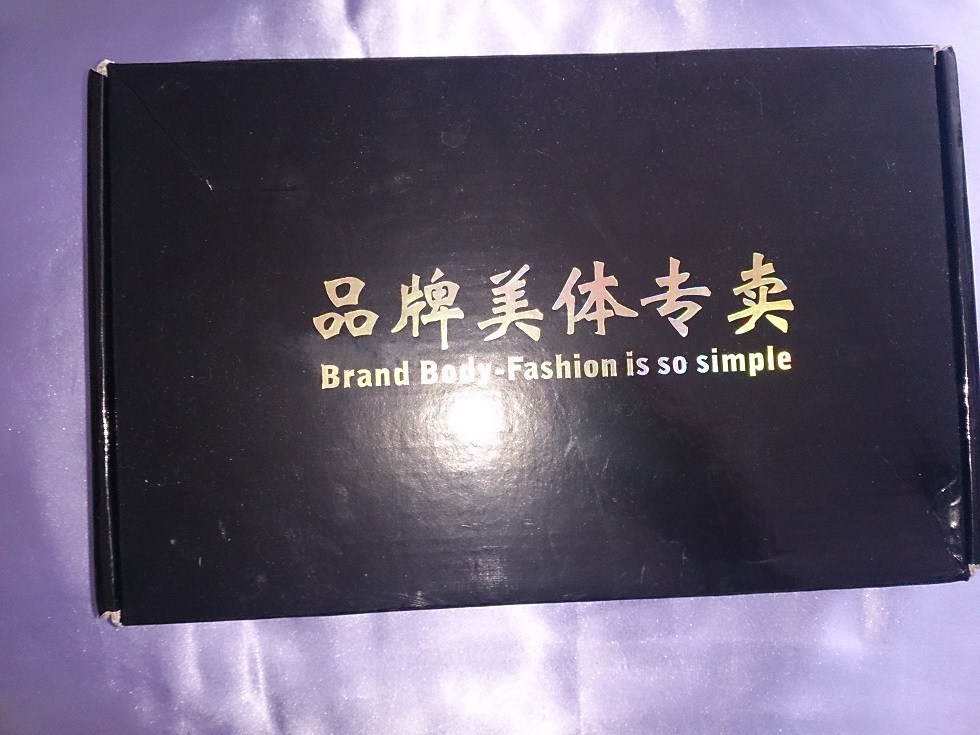 品牌美体专卖
Brand Body-Fashion is so simple